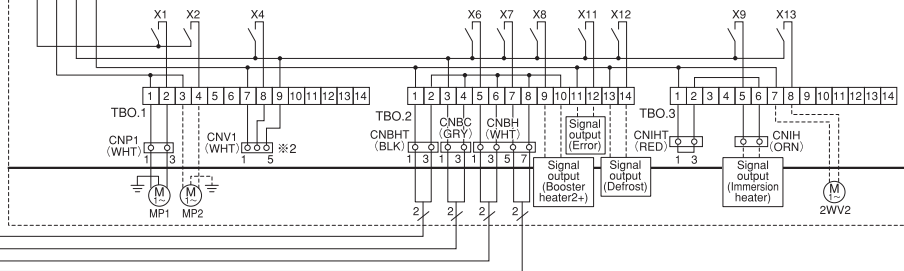 X1 X2 X4 X6 X7 X8 X11 X12 X9 X13
1 2 3 4 5 6 7 8 9 10 11 12 13 14
TBO.1
1 2 3 4 5 6 7 8 9 10 11 12 13 14
TBO.2
1 2 3 4 5 6 7 8 9 10 11 12 13 14
TBO.3
CNP1
(WHT)
1 3
CNV1
(WHT)
1 5
※2
CNBHT
(BLK)
1 3
CNBC
(GRY)
1 3
CNBH
(WHT)
1 3 5 7
Signal
output
(Error)
CNIHT
(RED)
1 3
CNIH
(ORN)
Signal
output
(Booster
heater2+)
Signal
output
(Defrost)
Signal
output
(Immersion
heater)
M
1~
MP1
M
1~
MP2
M
1~
2WV2
2 2 2 2